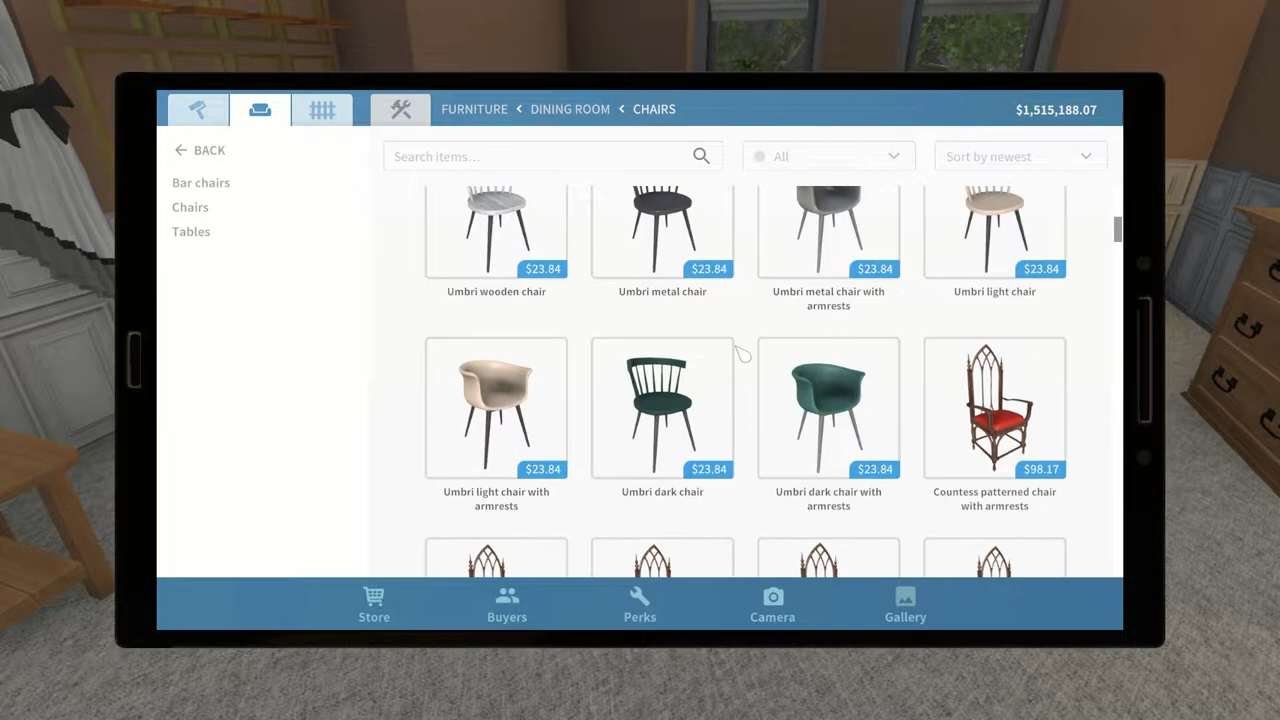 FURNITURE < DINING ROOM < CHAIRS
$1,515,188.07
BACK
Search items...
All
Sort by newest
Bar chairs
Chairs
Tables
$23.84
$23.84
$23.84
$23.84
Umbri wooden chair
Umbri metal chair
Umbri metal chair with
armrests
Umbri light chair
$23.84
$23.84
$23.84
$98.17
Umbri light chair with
armrests
Umbri dark chair
Umbri dark chair with
armrests
Countess patterned chair
with armrests
Store
Buyers
Perks
Camera
Gallery